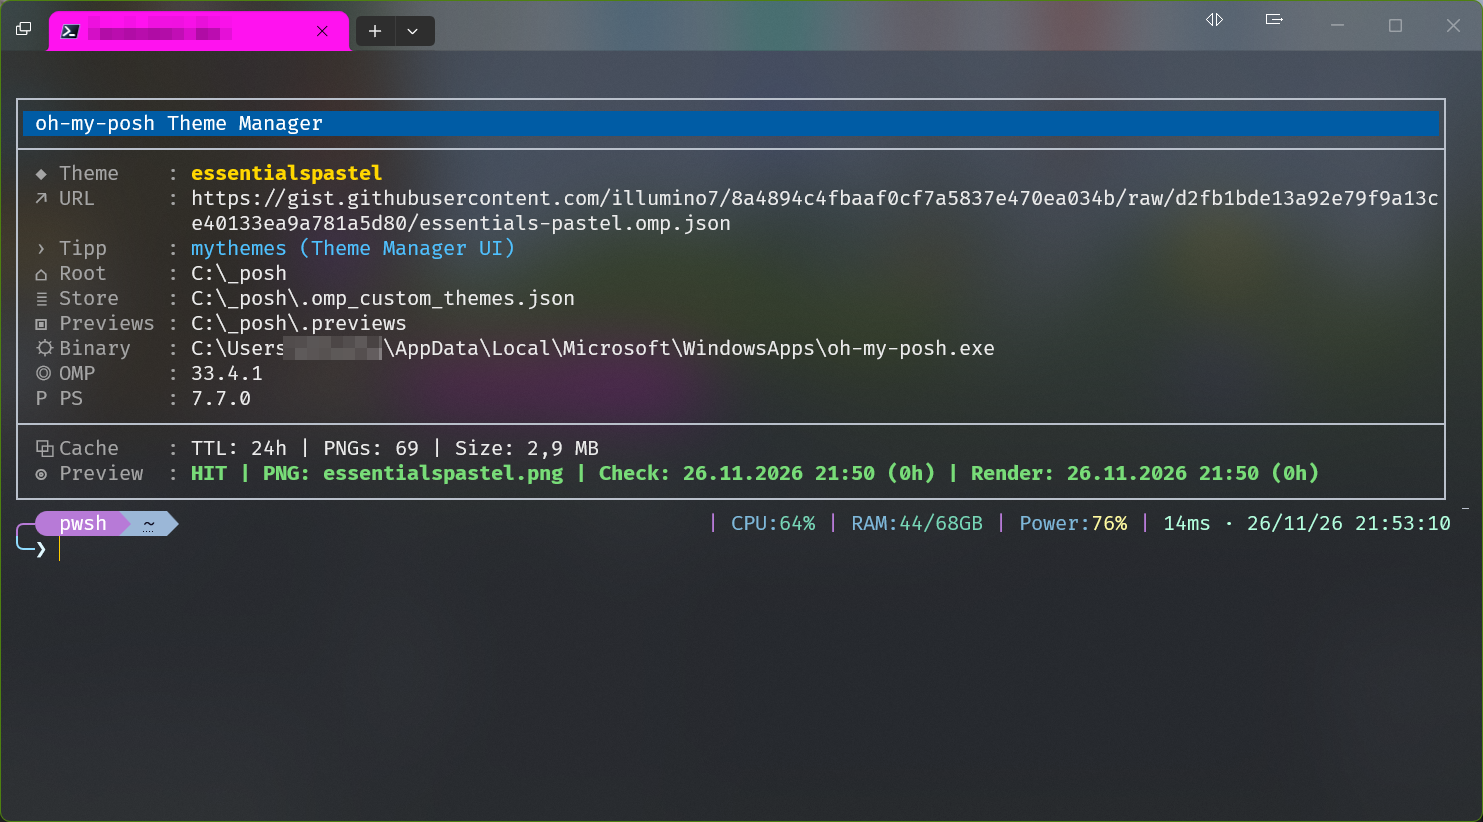 oh-my-posh Theme Manager
Theme : essentialspastel
URL : https://gist.githubusercontent.com/illumino7/8a4894c4fbaaf0cf7a5837e470ea034b/raw/d2fb1bde13a92e79f9a13c
e40133ea9a781a5d80/essentials-pastel.omp.json
Tipp : mythemes (Theme Manager UI)
Root : C:\_posh
Store : C:\_posh\.omp_custom_themes.json
Previews : C:\_posh\.previews
Binary : C:\Users \AppData\Local\Microsoft\WindowsApps\oh-my-posh.exe
OMP : 33.4.1
P PS : 7.7.0
Cache : TTL: 24h | PNGs: 69 | Size: 2,9 MB
Preview : HIT | PNG: essentialspastel.png | Check: 26.11.2026 21:50 (0h) | Render: 26.11.2026 21:50 (0h)
pwsh ~ | CPU:64% | RAM:44/68GB | Power:76% | 14ms · 26/11/26 21:53:10
❯